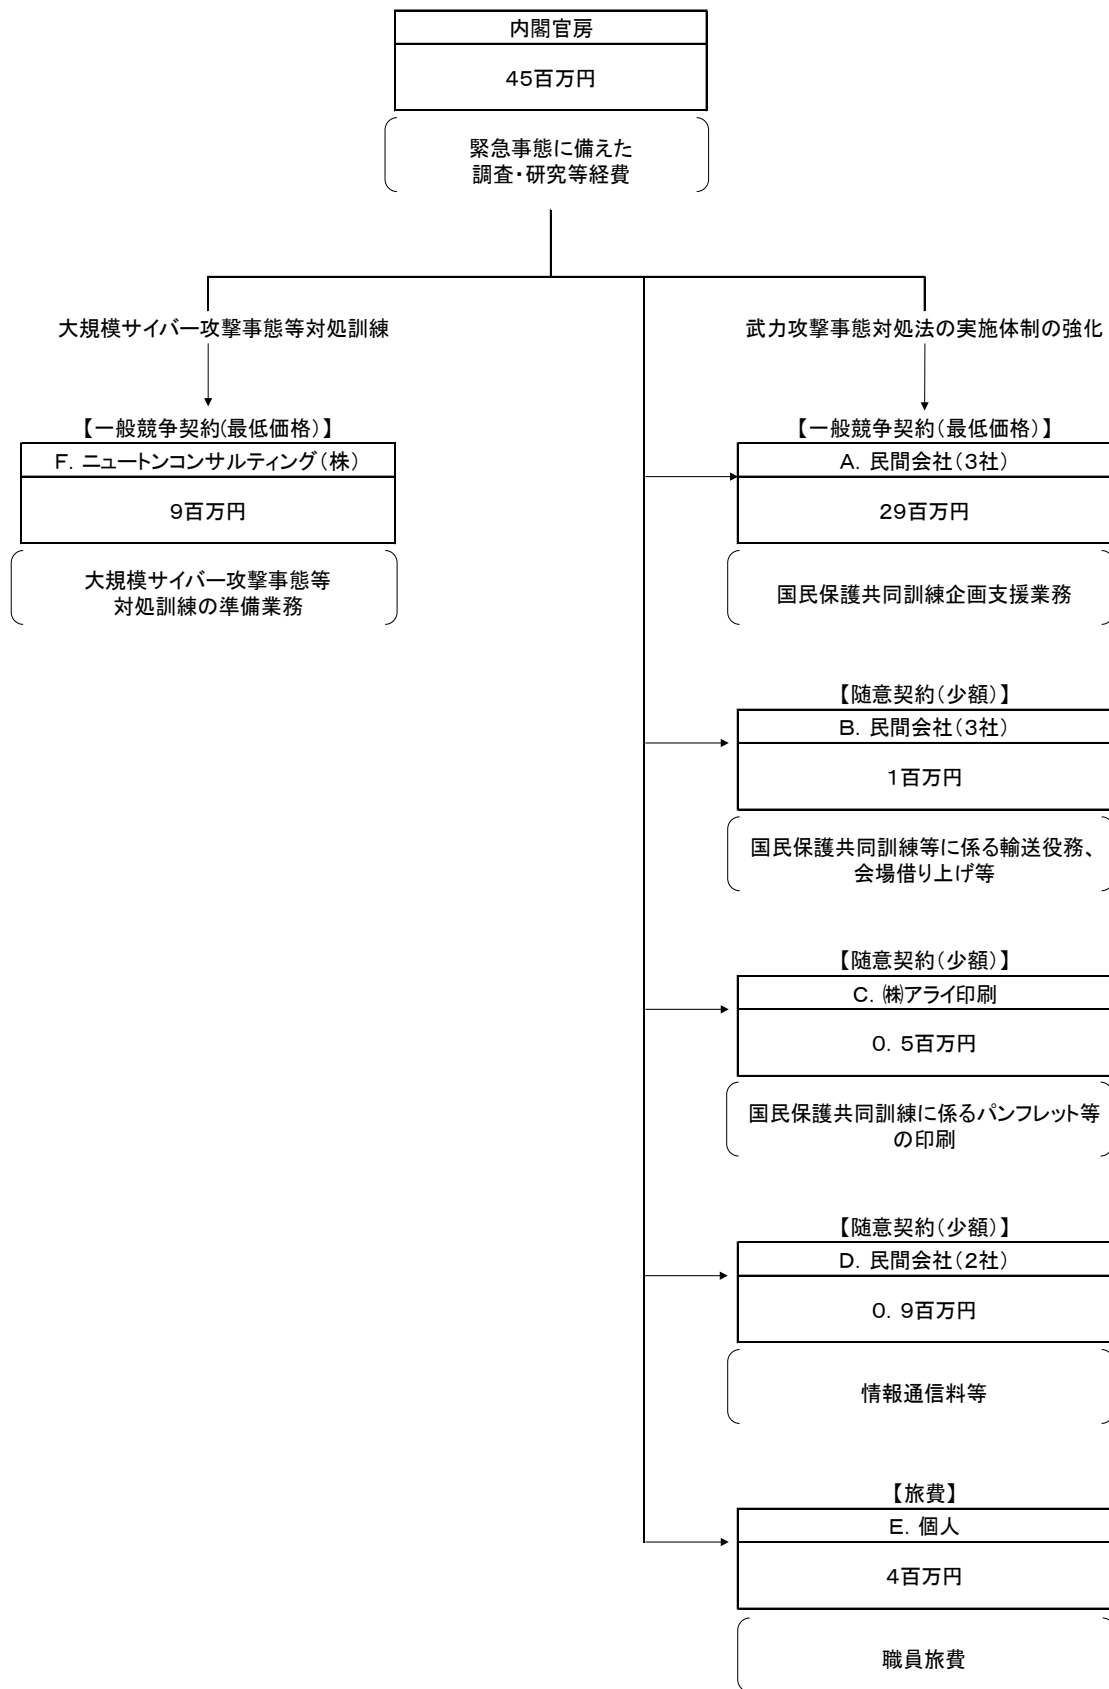 内閣官房
45百万円
緊急事態に備えた
調査・研究等経費
大規模サイバー攻撃事態等対処訓練
武力攻撃事態対処法の実施体制の強化
【一般競争契約(最低価格)】
F. ニュートンコンサルティング(株)
9百万円
大規模サイバー攻撃事態等
対処訓練の準備業務
【一般競争契約(最低価格)】
A. 民間会社(3社)
29百万円
国民保護共同訓練企画支援業務
【随意契約(少額)】
B. 民間会社(3社)
1百万円
国民保護共同訓練等に係る輸送役務、
会場借り上げ等
【随意契約(少額)】
C. ㈱アライ印刷
0. 5百万円
国民保護共同訓練に係るパンフレット等
の印刷
【随意契約(少額)】
D. 民間会社(2社)
0. 9百万円
情報通信料等
【旅費】
E. 個人
4百万円
職員旅費